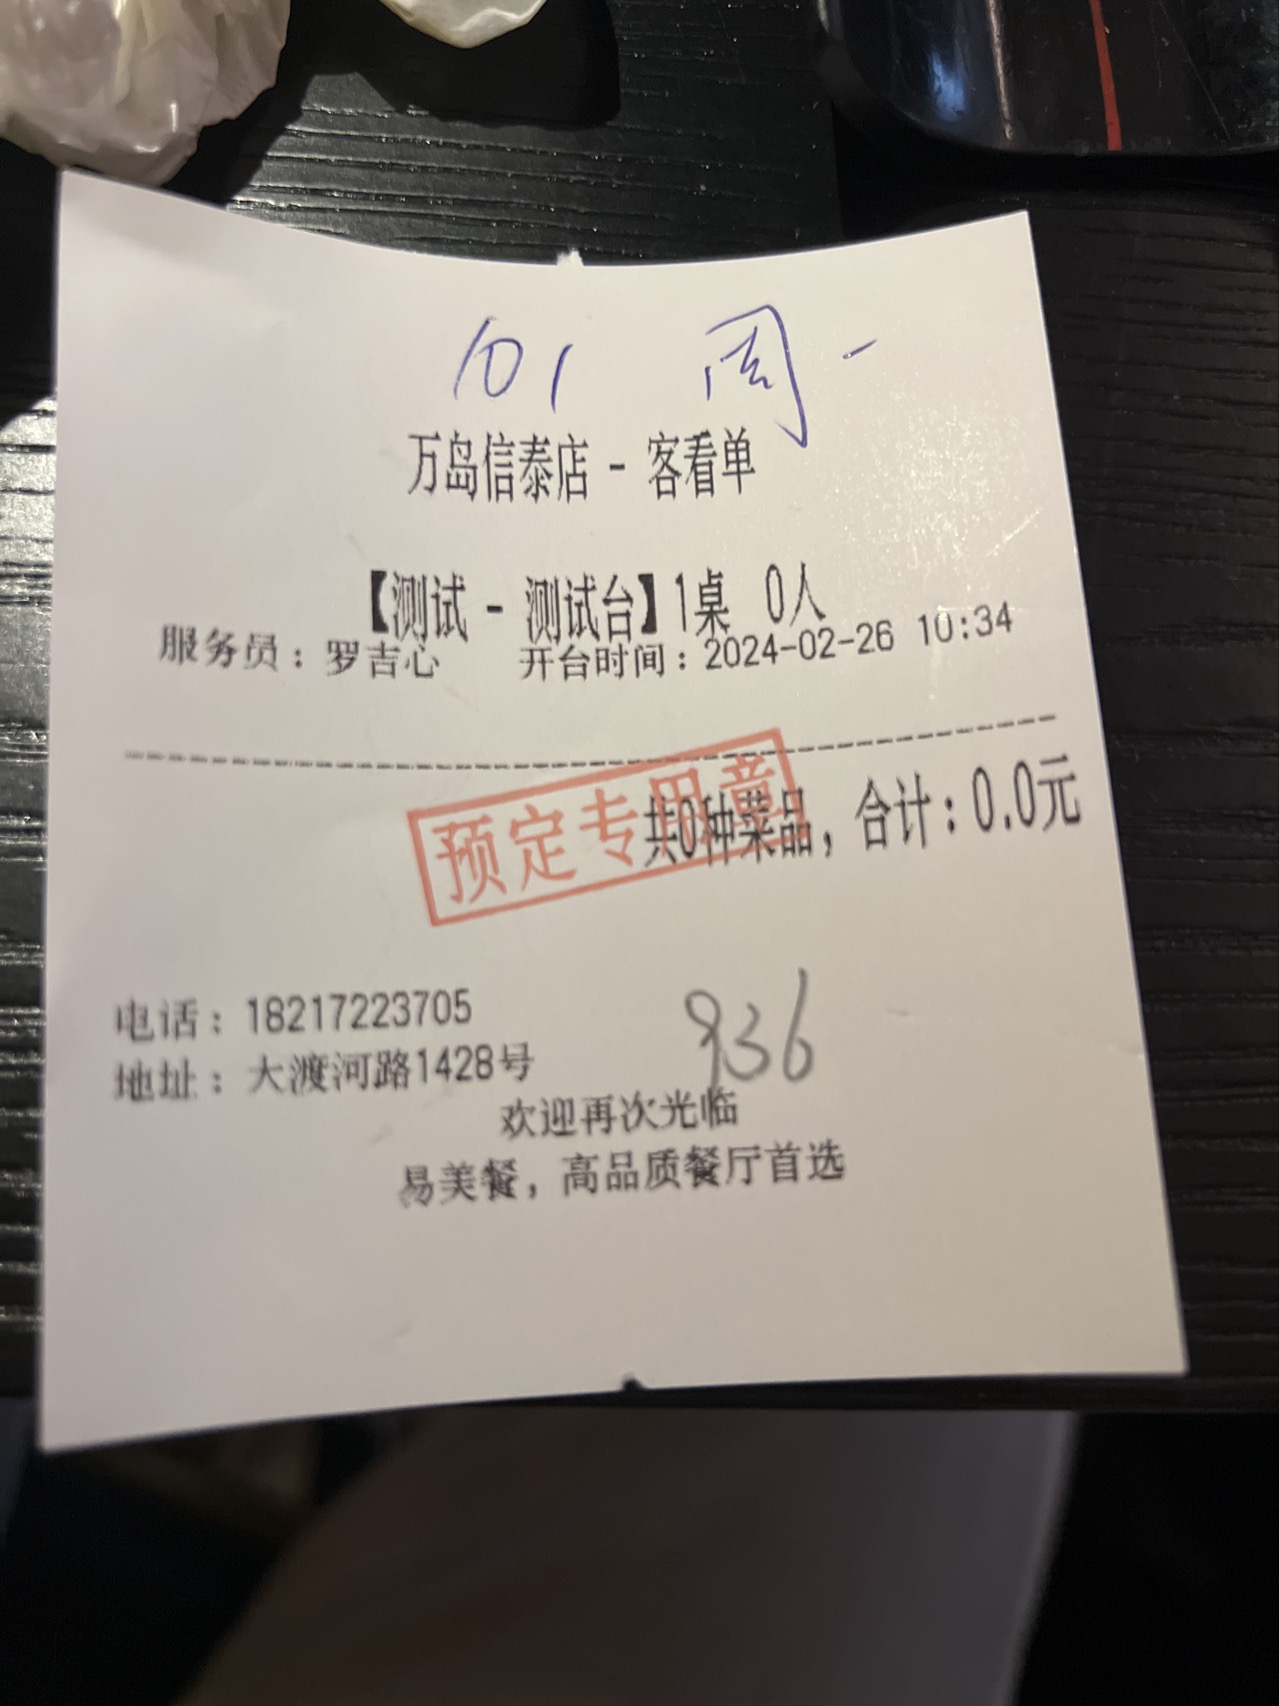 101 周一
万岛信泰店 - 客看单
【测试 - 测试台】1桌 0人
服务员：罗吉心 开台时间：2024-02-26 10:34
预定专用章
共0种菜品，合计：0.0元
电话：18217223705
936
地址：大渡河路1428号
欢迎再次光临
易美餐，高品质餐厅首选